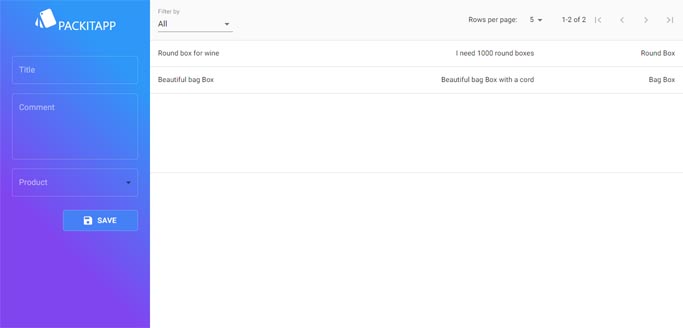 PACKITAPP
Title
Comment
Product
SAVE
Filter by
All
Rows per page: 5 1-2 of 2
Round box for wine I need 1000 round boxes Round Box
Beautiful bag Box Beautiful bag Box with a cord Bag Box